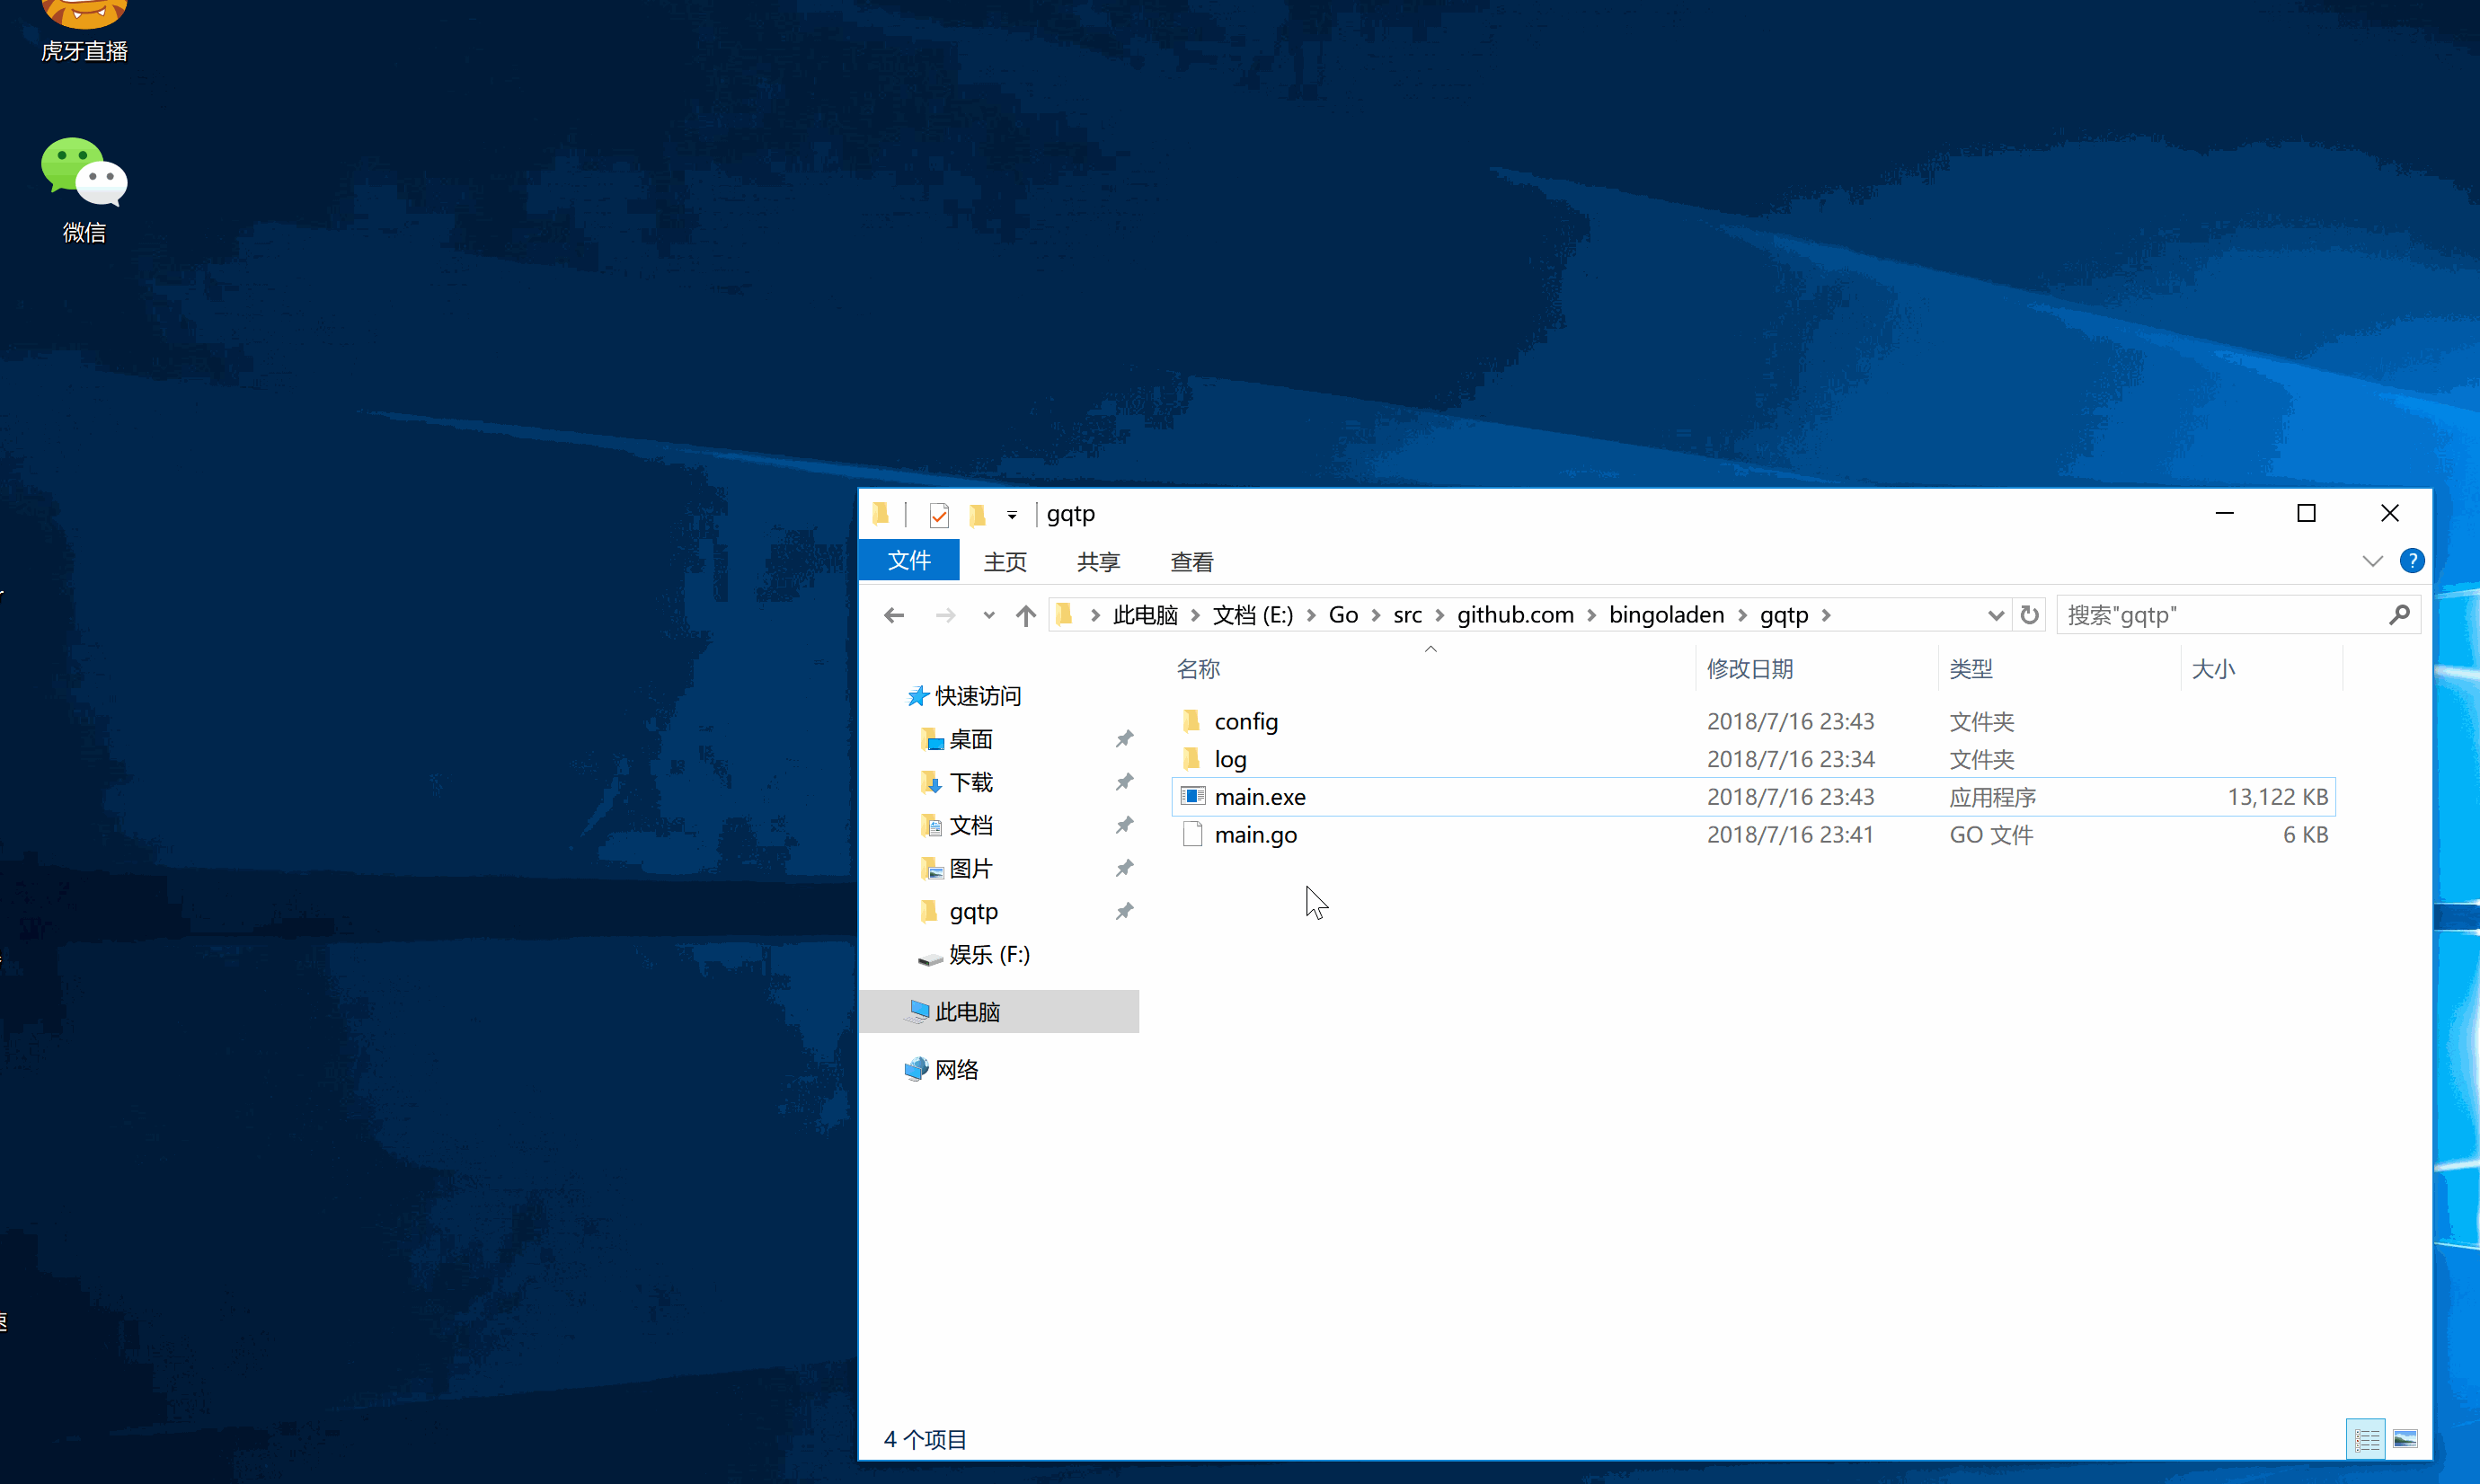 虎牙直播
微信
gqtp
文件 主页 共享 查看
此电脑 文档 (E:) Go src github.com bingoladen gqtp 搜索"gqtp"
名称 修改日期 类型 大小
快速访问
桌面
下载
文档
图片
gqtp
娱乐 (F:)
此电脑
网络
config 2018/7/16 23:43 文件夹
log 2018/7/16 23:34 文件夹
main.exe 2018/7/16 23:43 应用程序 13,122 KB
main.go 2018/7/16 23:41 GO 文件 6 KB
4 个项目